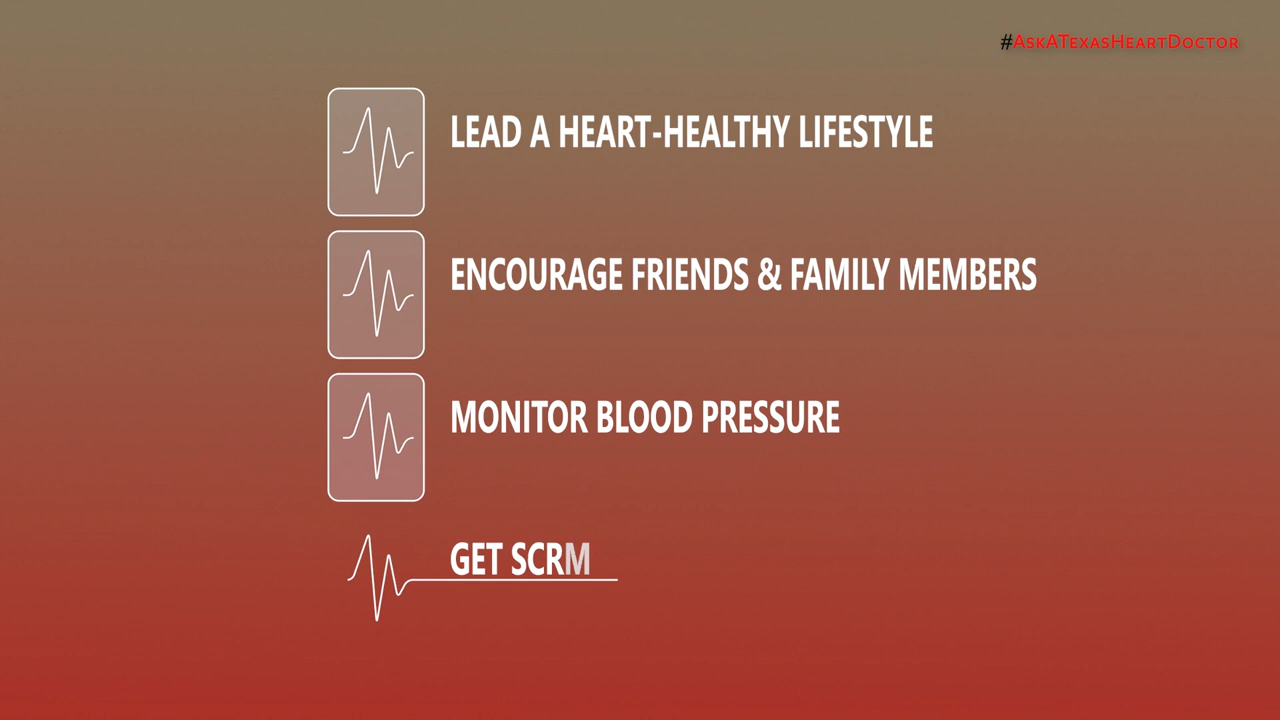 #AskATexasHeartDoctor
LEAD A HEART-HEALTHY LIFESTYLE
ENCOURAGE FRIENDS & FAMILY MEMBERS
MONITOR BLOOD PRESSURE
GET SCRM